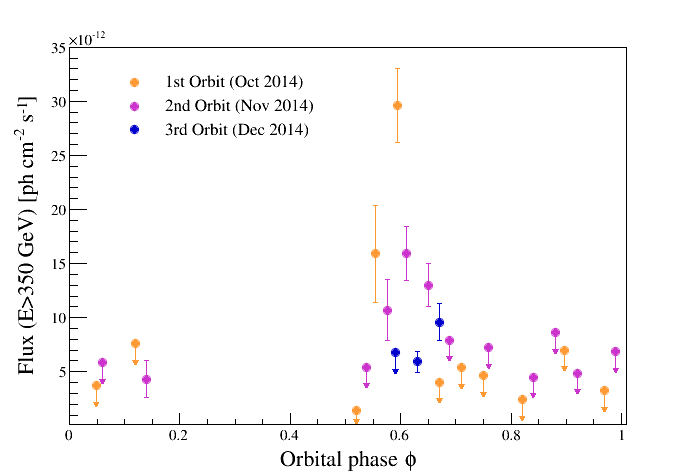 ×10⁻¹²
35
30
25
20
15
10
5
Flux (E>350 GeV) [ph cm⁻² s⁻¹]
1st Orbit (Oct 2014)
2nd Orbit (Nov 2014)
3rd Orbit (Dec 2014)
0 0.2 0.4 0.6 0.8 1
Orbital phase ϕ